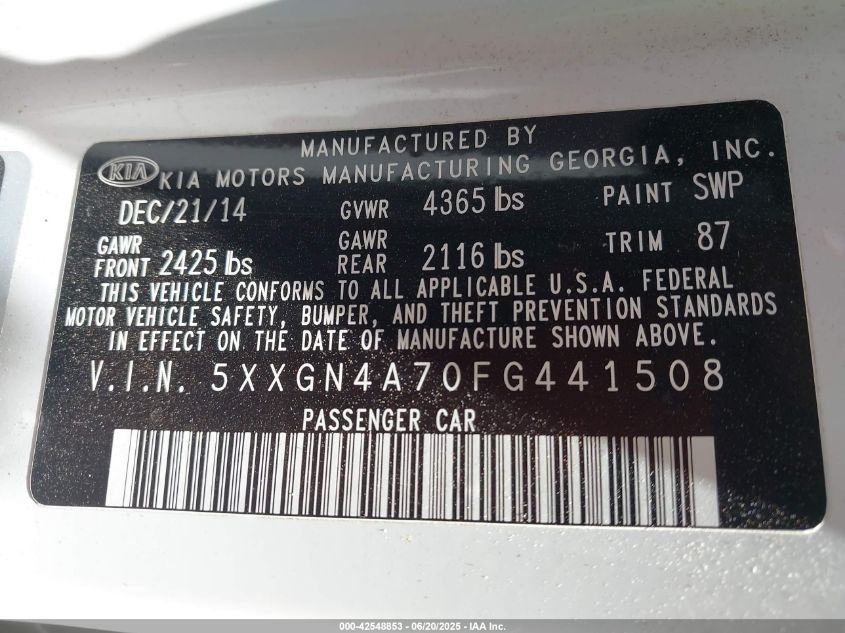 MANUFACTURED BY
KIA KIA MOTORS MANUFACTURING GEORGIA, INC.
DEC/21/14 GVWR 4365 lbs PAINT SWP
GAWR FRONT 2425 lbs GAWR REAR 2116 lbs TRIM 87
THIS VEHICLE CONFORMS TO ALL APPLICABLE U.S.A. FEDERAL
MOTOR VEHICLE SAFETY, BUMPER, AND THEFT PREVENTION STANDARDS
IN EFFECT ON THE DATE OF MANUFACTURE SHOWN ABOVE.
V.I.N. 5XXGN4A70FG441508
PASSENGER CAR
000-42548853 - 06/20/2025 - IAA Inc.